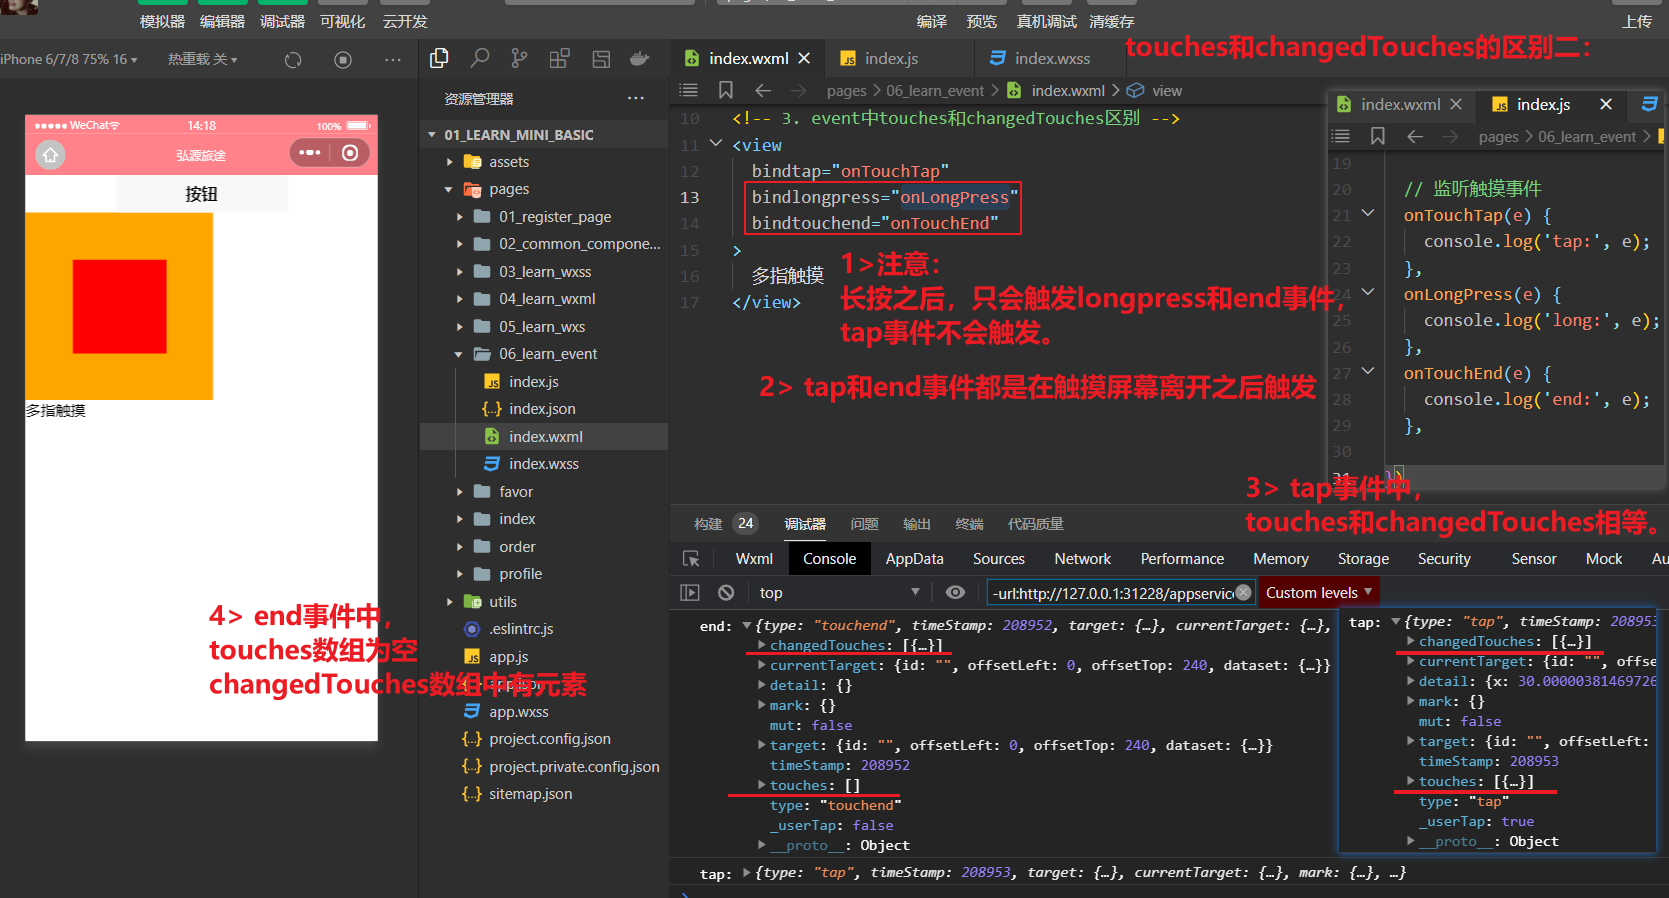 模拟器 编辑器 调试器 可视化 云开发 编译 预览 真机调试 清缓存 上传
iPhone 6/7/8 75% 16 热重载 关
●●●●● WeChat 14:18 100%
弘源旅途
按钮
多指触摸
资源管理器
01_LEARN_MINI_BASIC
assets
pages
01_register_page
02_common_compone...
03_learn_wxss
04_learn_wxml
05_learn_wxs
06_learn_event
index.js
index.json
index.wxml
index.wxss
favor
index
order
profile
utils
.eslintrc.js
app.js
app.wxss
project.config.json
project.private.config.json
sitemap.json
4> end事件中，
touches数组为空
changedTouches数组中有元素
index.wxml index.js index.wxss
touches和changedTouches的区别二：
pages > 06_learn_event > index.wxml > view
10 <!-- 3. event中touches和changedTouches区别 -->
11 <view
12 bindtap="onTouchTap"
13 bindlongpress="onLongPress"
14 bindtouchend="onTouchEnd"
15 >
16 多指触摸
17 </view>
1>注意：
长按之后，只会触发longpress和end事件，
tap事件不会触发。
2> tap和end事件都是在触摸屏幕离开之后触发
index.wxml index.js
pages > 06_learn_event >
19
20 // 监听触摸事件
21 onTouchTap(e) {
22 console.log('tap:', e);
23 },
24 onLongPress(e) {
25 console.log('long:', e);
26 },
27 onTouchEnd(e) {
28 console.log('end:', e);
29 },
30
31 })
3> tap事件中，
touches和changedTouches相等。
构建 24 调试器 问题 输出 终端 代码质量
Wxml Console AppData Sources Network Performance Memory Storage Security Sensor Mock Au
top -url:http://127.0.0.1:31228/appservice Custom levels
end: {type: "touchend", timeStamp: 208952, target: {…}, currentTarget: {…},
changedTouches: [{…}]
currentTarget: {id: "", offsetLeft: 0, offsetTop: 240, dataset: {…}}
detail: {}
mark: {}
mut: false
target: {id: "", offsetLeft: 0, offsetTop: 240, dataset: {…}}
timeStamp: 208952
touches: []
type: "touchend"
_userTap: false
__proto__: Object
tap: {type: "tap", timeStamp: 208953, target: {…}, currentTarget: {…}, mark: {…}, …}
tap: {type: "tap", timeStamp: 208953
changedTouches: [{…}]
currentTarget: {id: "", offse
detail: {x: 30.00000381469726
mark: {}
mut: false
target: {id: "", offsetLeft:
timeStamp: 208953
touches: [{…}]
type: "tap"
_userTap: true
__proto__: Object